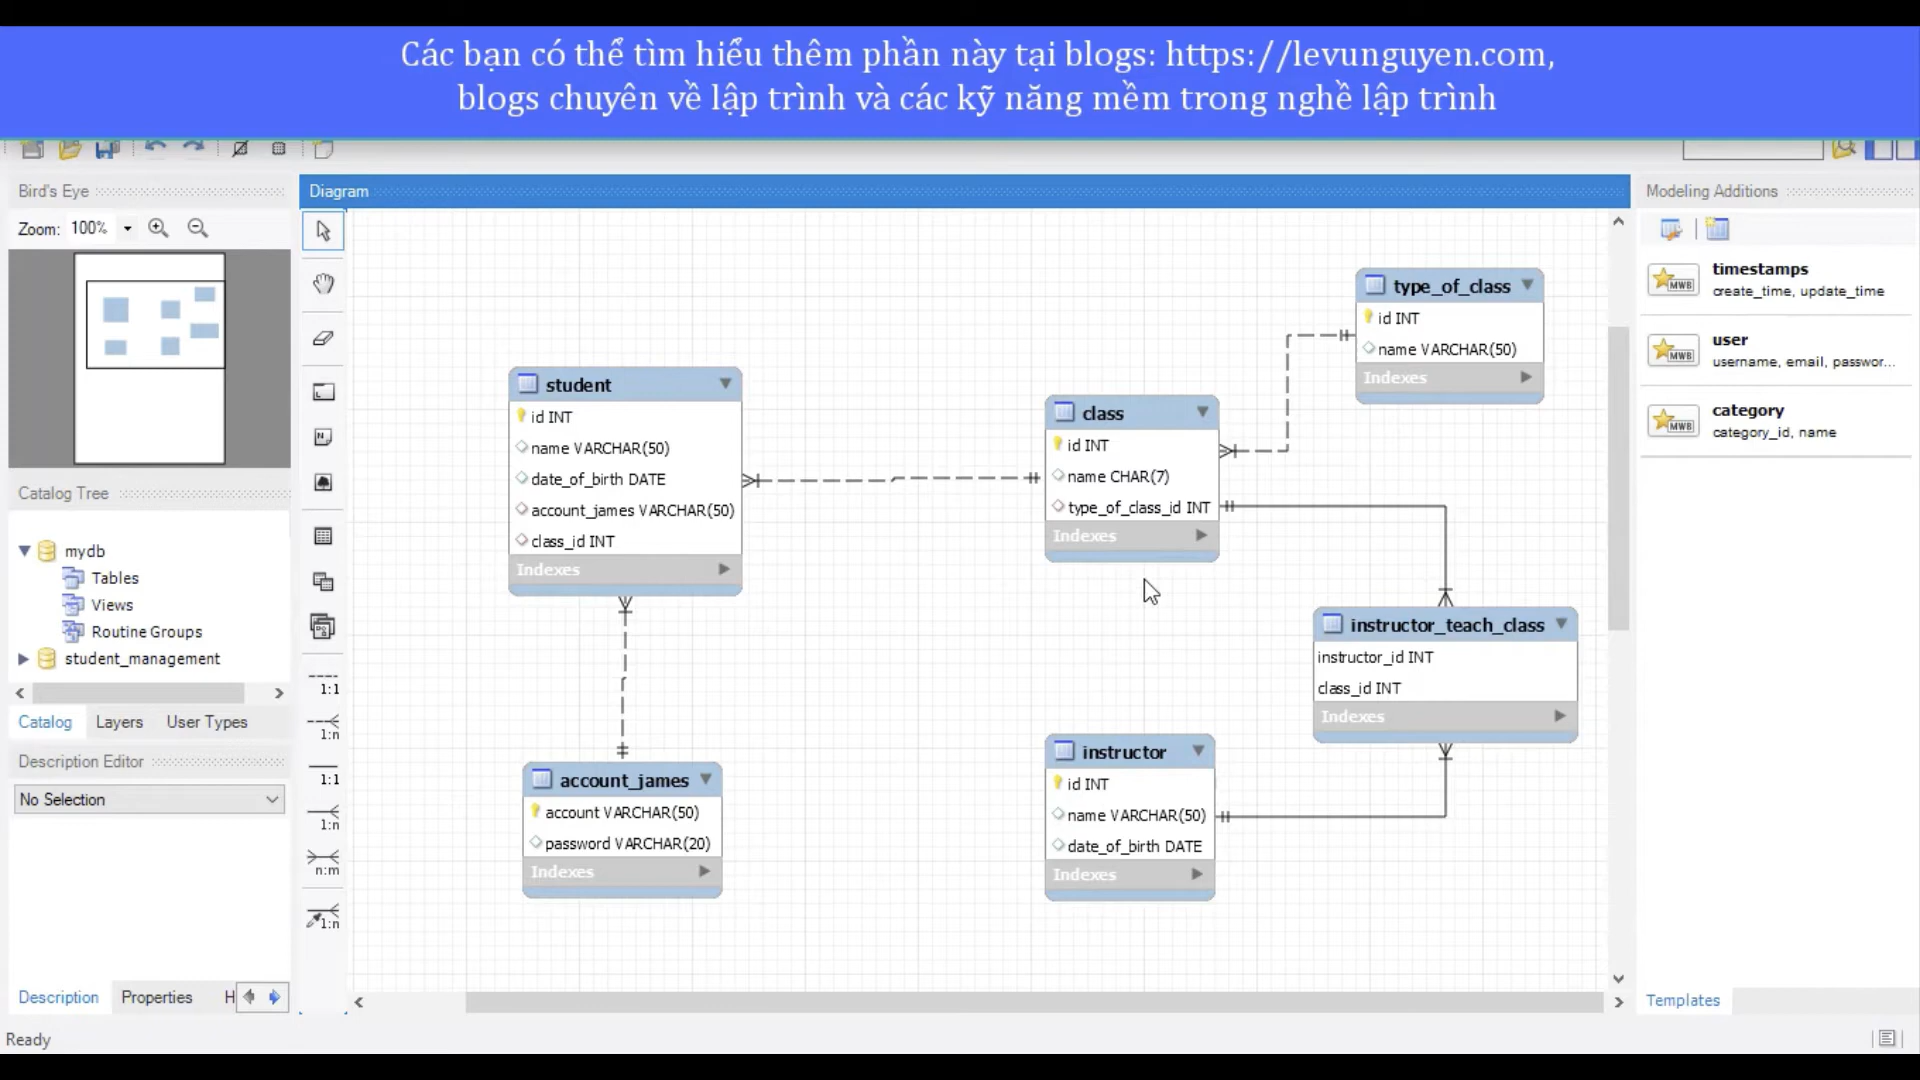 Các bạn có thể tìm hiểu thêm phần này tại blogs: https://levunguyen.com,
blogs chuyên về lập trình và các kỹ năng mềm trong nghề lập trình
Bird's Eye
Zoom: 100%
Catalog Tree
mydb
Tables
Views
Routine Groups
student_management
Catalog Layers User Types
Description Editor
No Selection
Description Properties H
Ready
Diagram
1:1
1:n
1:1
1:n
n:m
1:n
student
id INT
name VARCHAR(50)
date_of_birth DATE
account_james VARCHAR(50)
class_id INT
Indexes
account_james
account VARCHAR(50)
password VARCHAR(20)
Indexes
class
id INT
name CHAR(7)
type_of_class_id INT
Indexes
type_of_class
id INT
name VARCHAR(50)
Indexes
instructor_teach_class
instructor_id INT
class_id INT
Indexes
instructor
id INT
name VARCHAR(50)
date_of_birth DATE
Indexes
Modeling Additions
MWB
timestamps
create_time, update_time
MWB
user
username, email, passwor...
MWB
category
category_id, name
Templates